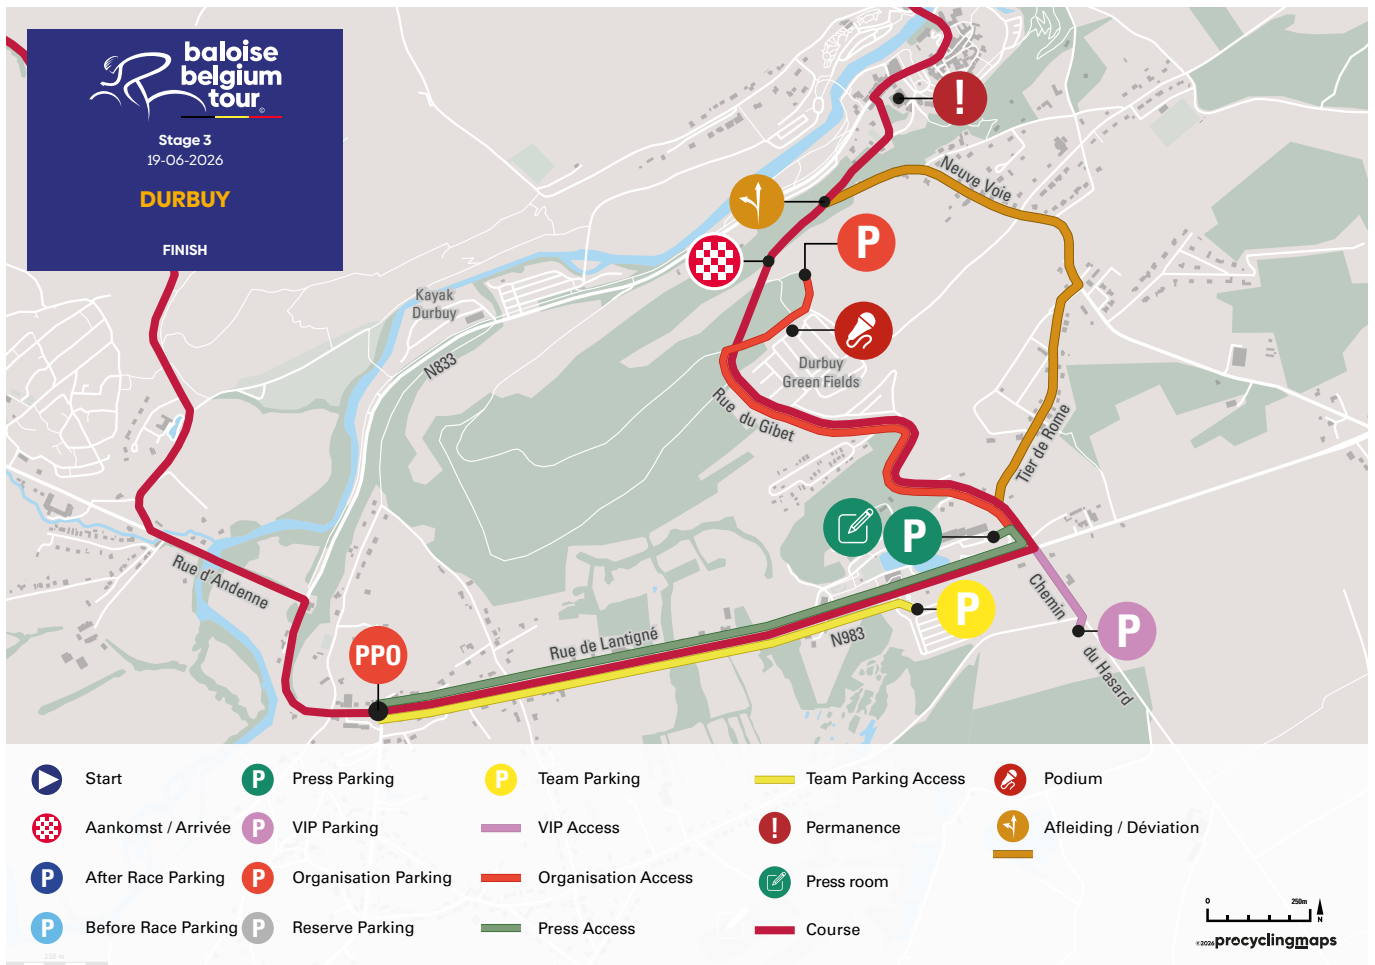 baloise
belgium
tour
Stage 3
19-06-2026
DURBUY
FINISH
!
Neuve Voie
P
Kayak
Durbuy
N833
Durbuy
Green Fields
Rue du Gibet
Tier de Rome
P
Rue d'Andenne
Chemin
du Hasard
P
P
N983
Rue de Lantigné
PPO
Start
P Press Parking
P Team Parking
Team Parking Access
Podium
Aankomst / Arrivée
P VIP Parking
VIP Access
! Permanence
Afleiding / Déviation
P After Race Parking
P Organisation Parking
Organisation Access
Press room
P Before Race Parking
P Reserve Parking
Press Access
Course
0 250m
N
©2026 procyclingmaps
250 m